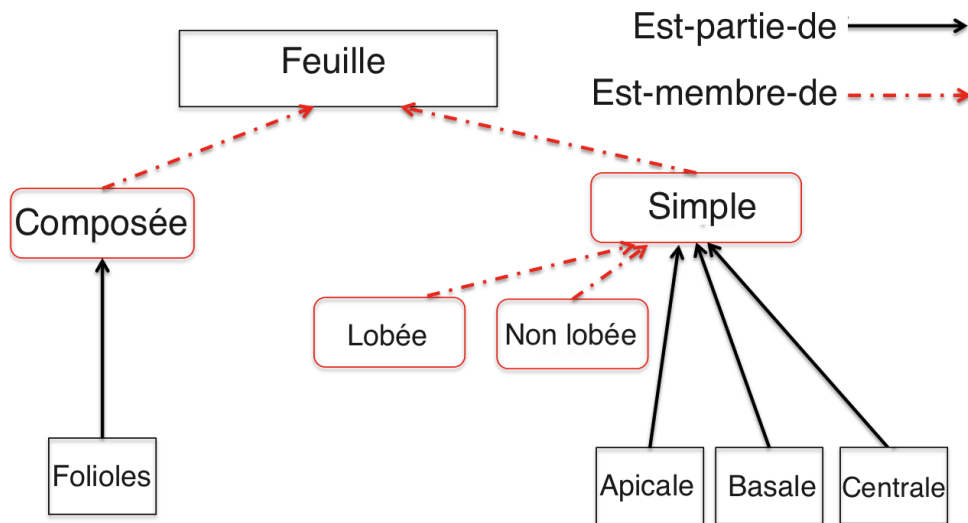 Est-partie-de
Feuille
Est-membre-de
Composée
Simple
Lobée
Non lobée
Folioles
Apicale
Basale
Centrale